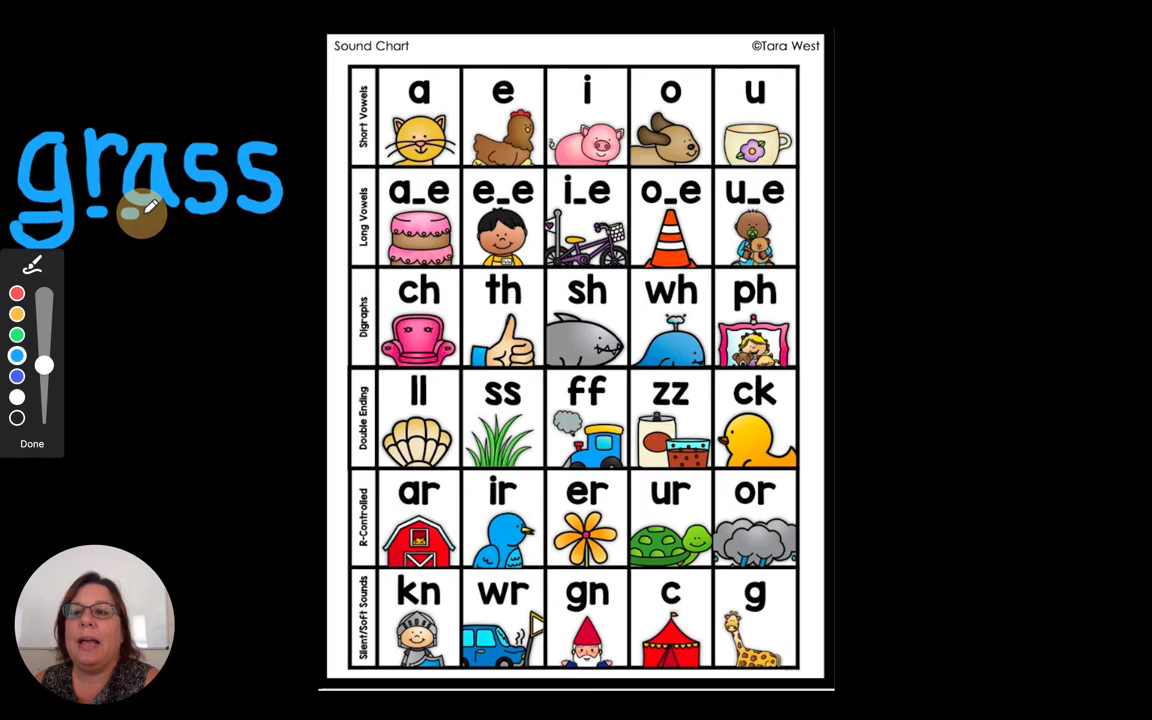 Sound Chart ©Tara West
grass
Short Vowels a e i o u
Long Vowels a_e e_e i_e o_e u_e
Digraphs ch th sh wh ph
Double Ending ll ss ff zz ck
R-Controlled ar ir er ur or
Silent/Soft Sounds kn wr gn c g
Done